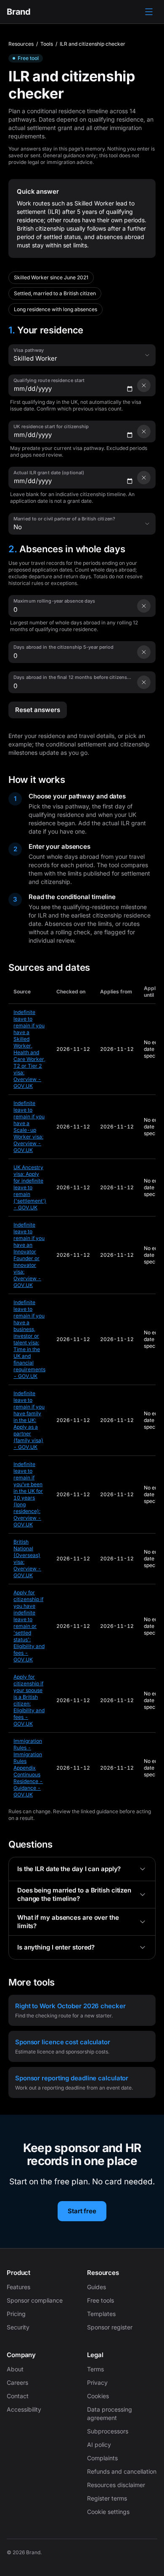 Brand
Resources / Tools / ILR and citizenship checker
Free tool
ILR and citizenship
checker
Plan a conditional residence timeline across 14
pathways. Dates depend on qualifying residence, an
actual grant and any later citizenship or immigration
requirements.
Your answers stay in this page's memory. Nothing you enter is
saved or sent. General guidance only; this tool does not
provide legal or immigration advice.
Quick answer
Work routes such as Skilled Worker lead to
settlement (ILR) after 5 years of qualifying
residence, and some other routes have their own periods.
British citizenship usually follows after a further
period of settled status, and absences abroad
must stay within set limits.
Skilled Worker since June 2021
Settled, married to a British citizen
Long residence with long absences
1. Your residence
Visa pathway
Skilled Worker
Qualifying route residence start
mm/dd/yyyy
First qualifying day in the UK, not automatically the visa
issue date. Confirm which previous visas count.
UK residence start for citizenship
mm/dd/yyyy
May predate your current visa pathway. Excluded periods
and gaps need review.
Actual ILR grant date (optional)
mm/dd/yyyy
Leave blank for an indicative citizenship timeline. An
application date is not a grant date.
Married to or civil partner of a British citizen?
No
2. Absences in whole days
Use your travel records for the periods ending on your
intended application dates. Count whole days abroad
and exclude departure and return days. Totals do not resolve
historical rules or exceptions.
Maximum rolling-year absence days
0
Largest number of whole days abroad in any rolling 12
months of qualifying route residence.
Days abroad in the citizenship 5-year period
0
Days abroad in the final 12 months before citizens...
0
Reset answers
Enter your residence and travel details, or pick an
example, to see conditional settlement and citizenship
milestones update as you go.
How it works
1
Choose your pathway and dates
Pick the visa pathway, the first day of
qualifying residence and when long
residence began. Add the actual ILR grant
date once you have one.
2
Enter your absences
Count whole days abroad from your travel
records for the periods that matter. The
tool combines these with published limits
for settlement and citizenship.
3
Read the conditional timeline
You see the earliest qualifying milestone
for ILR and for citizenship. Long
absences, gaps between visas, or routes
without a rolling check, are flagged for
individual review.
Sources and dates
Source Checked on Applies from
Indefinite
leave to
remain if you
have a
Skilled
Worker,
Health and
Care Worker,
T2 or Tier 2
visa:
Overview -
GOV.UK
2026-11-12 2026-11-12
Indefinite
leave to
remain if you
have a
Scale-up
Worker visa:
Overview -
GOV.UK
2026-11-12 2026-11-12
UK Ancestry
visa: Apply
for indefinite
leave to
remain
('settlement')
- GOV.UK
2026-11-12 2026-11-12
Indefinite
leave to
remain if you
have an
Innovator
Founder or
Innovator
visa:
Overview -
GOV.UK
2026-11-12 2026-11-12
Indefinite
leave to
remain if you
have a
business,
investor or
talent visa:
Time in the
UK and
financial
requirements
- GOV.UK
2026-11-12 2026-11-12
Indefinite
leave to
remain if you
have family
in the UK:
Apply as a
partner
(family visa)
- GOV.UK
2026-11-12 2026-11-12
Indefinite
leave to
remain if
you've been
in the UK for
10 years
(long
residence):
Overview -
GOV.UK
2026-11-12 2026-11-12
British
National
(Overseas)
visa:
Overview -
GOV.UK
2026-11-12 2026-11-12
Apply for
citizenship if
you have
indefinite
leave to
remain or
'settled
status':
Eligibility and
fees -
GOV.UK
2026-11-12 2026-11-12
Apply for
citizenship if
your spouse
is a British
citizen:
Eligibility and
fees -
GOV.UK
2026-11-12 2026-11-12
Immigration
Rules -
Immigration
Rules
Appendix
Continuous
Residence -
Guidance -
GOV.UK
2026-11-12 2026-11-12
Rules can change. Review the linked guidance before acting
on a result.
Questions
Is the ILR date the day I can apply?
Does being married to a British citizen
change the timeline?
What if my absences are over the
limits?
Is anything I enter stored?
More tools
Right to Work October 2026 checker
Find the checking route for a new starter.
Sponsor licence cost calculator
Estimate licence and sponsorship costs.
Sponsor reporting deadline calculator
Work out a reporting deadline from an event date.
Keep sponsor and HR
records in one place
Start on the free plan. No card needed.
Start free
Product
Features
Sponsor compliance
Pricing
Security
Resources
Guides
Free tools
Templates
Sponsor register
Company
About
Careers
Contact
Accessibility
Legal
Terms
Privacy
Cookies
Data processing
agreement
Subprocessors
AI policy
Complaints
Refunds and cancellation
Resources disclaimer
Register terms
Cookie settings
© 2026 Brand.